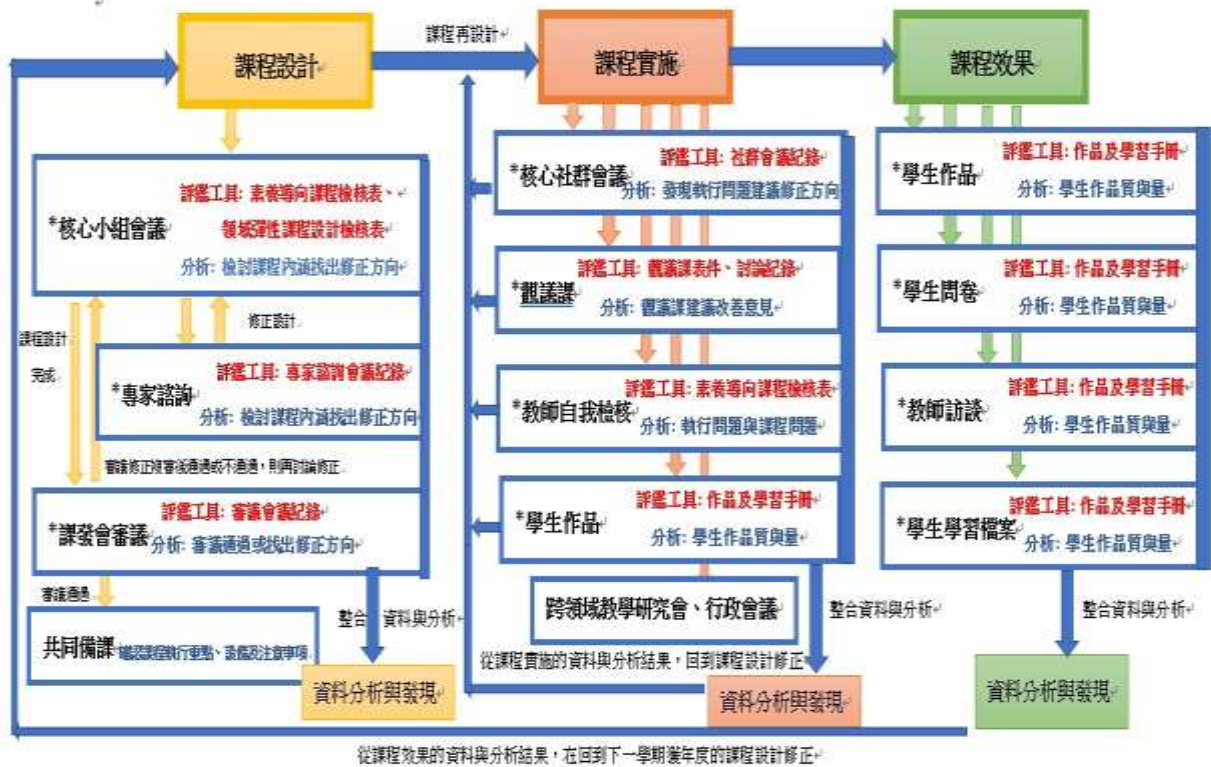 課程設計
課程再設計
課程實施
課程效果
*核心小組會議
評鑑工具: 素養導向課程檢核表、
領域彈性課程設計檢核表
分析: 檢討課程內涵找出修正方向
課程設計
完成
修正設計
*專家諮詢
評鑑工具: 專家諮詢會議紀錄
分析: 檢討課程內涵找出修正方向
審議修正後審後通過或不通過,則再討論修正
*課發會審議
評鑑工具: 審議會議紀錄
分析: 審議通過或找出修正方向
審議通過
共同備課
確認課程執行重點、設備及注意事項
整合 資料與分析
資料分析與發現
*核心社群會議
評鑑工具: 社群會議紀錄
分析: 發現執行問題建議修正方向
*觀議課
評鑑工具: 觀議課表件、討論紀錄
分析: 觀議課建議改善意見
*教師自我檢核
評鑑工具: 素養導向課程檢核表
分析: 執行問題與課程問題
*學生作品
評鑑工具: 作品及學習手冊
分析: 學生作品質與量
跨領域教學研究會、行政會議
整合資料與分析
從課程實施的資料與分析結果,回到課程設計修正
資料分析與發現
*學生作品
評鑑工具: 作品及學習手冊
分析: 學生作品質與量
*學生問卷
評鑑工具: 作品及學習手冊
分析: 學生作品質與量
*教師訪談
評鑑工具: 作品及學習手冊
分析: 學生作品質與量
*學生學習檔案
評鑑工具: 作品及學習手冊
分析: 學生作品質與量
整合資料與分析
資料分析與發現
從課程效果的資料與分析結果,在回到下一學期獲年度的課程設計修正